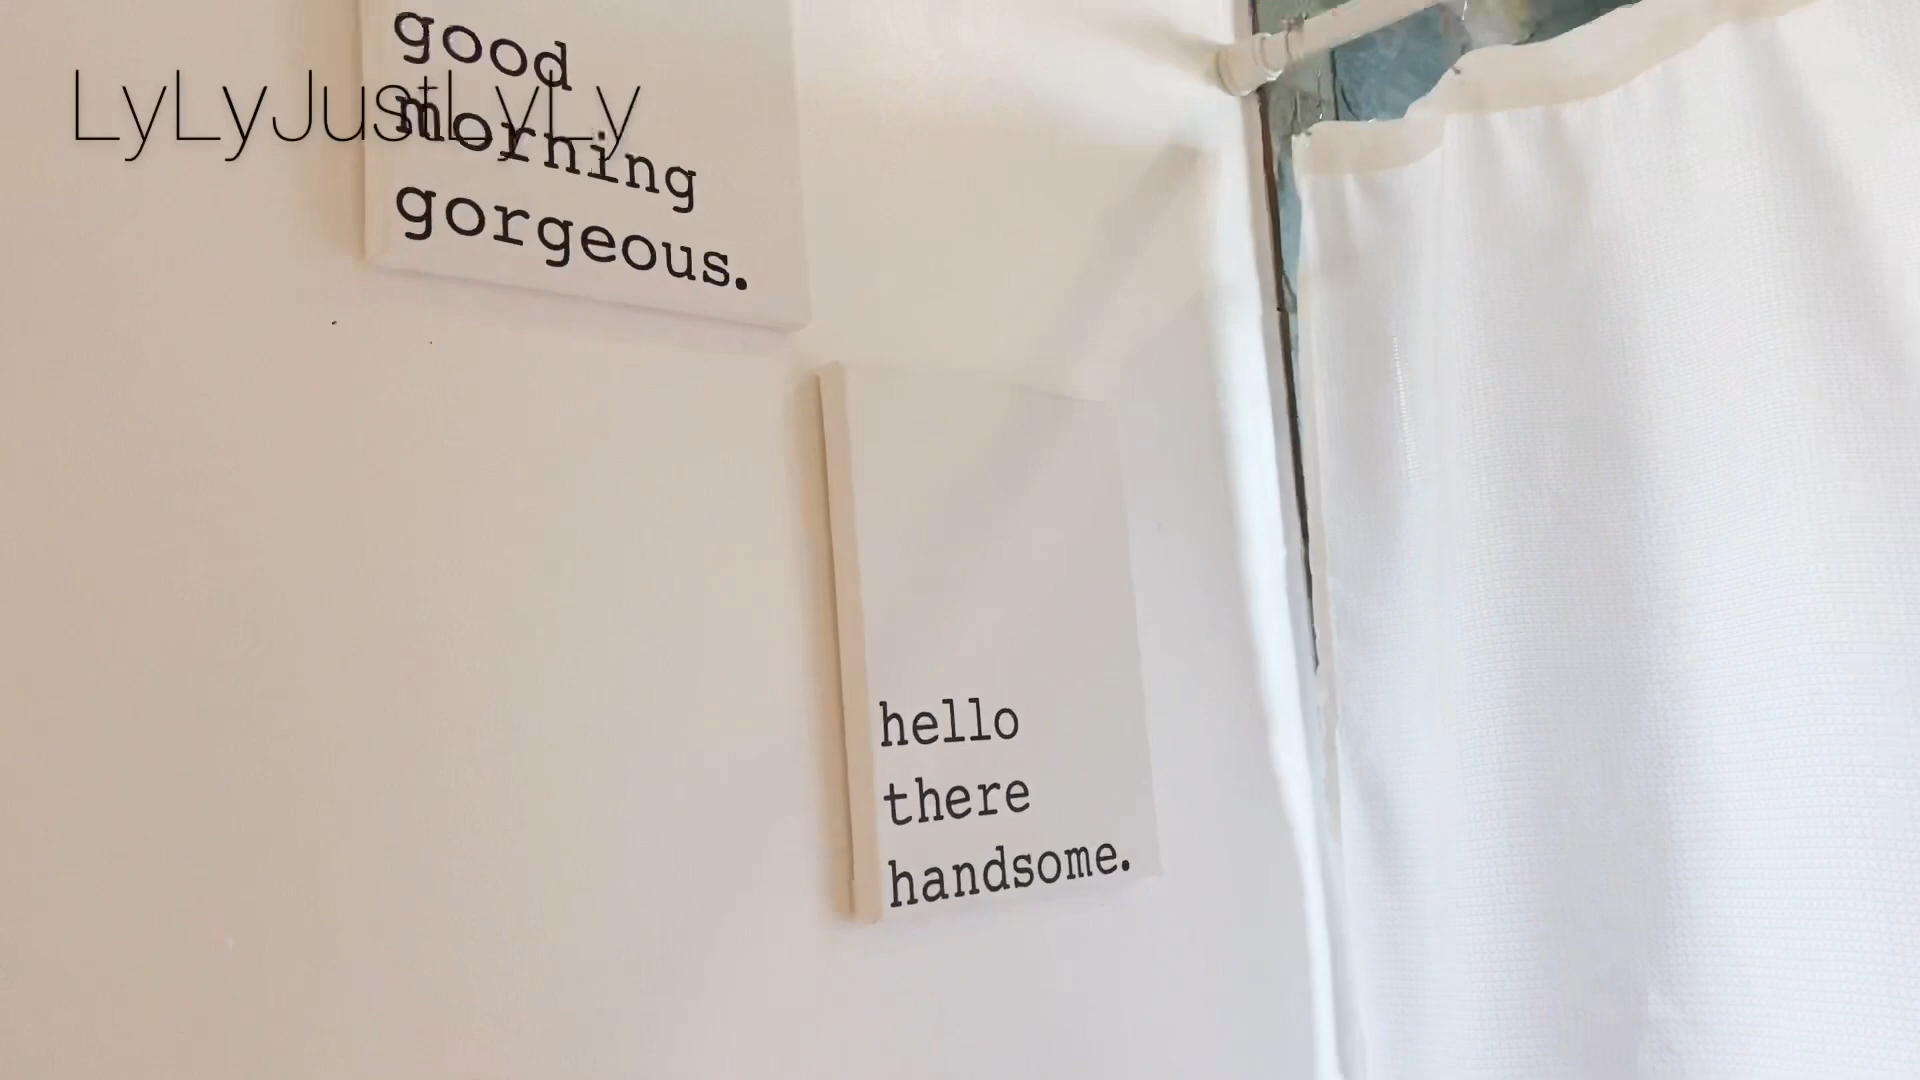 good
LyLyJustLyLy
morning
gorgeous.
hello
there
handsome.